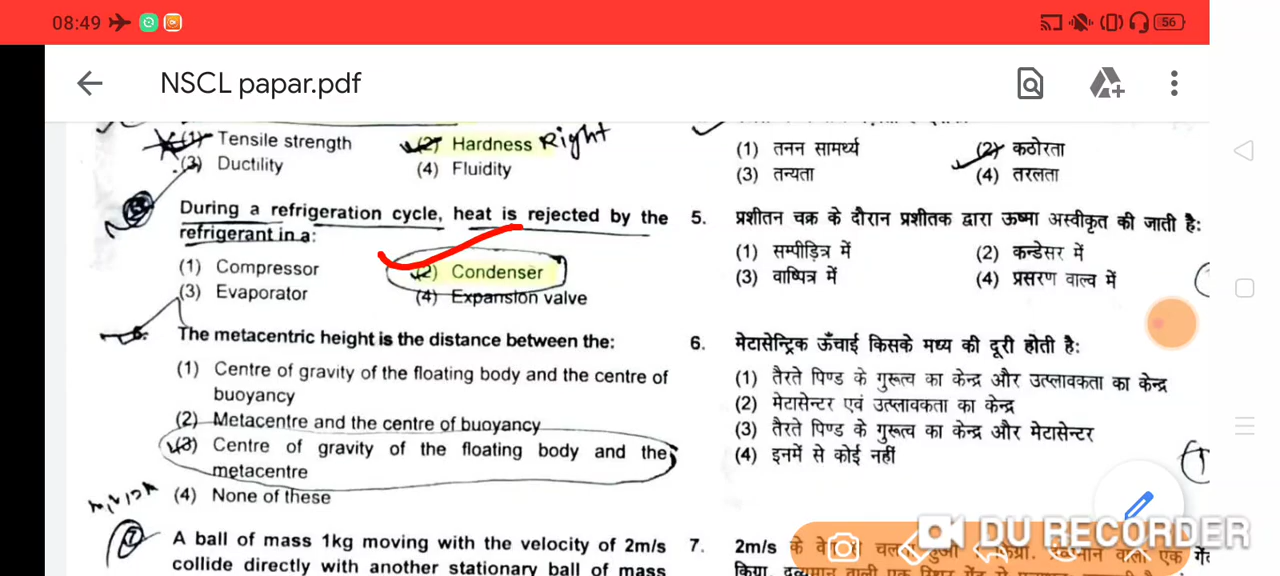 08:49
56
NSCL papar.pdf
(1) Tensile strength (2) Hardness Right
(3) Ductility (4) Fluidity
During a refrigeration cycle, heat is rejected by the
refrigerant in a:
(1) Compressor (2) Condenser
(3) Evaporator (4) Expansion valve
The metacentric height is the distance between the:
(1) Centre of gravity of the floating body and the centre of
buoyancy
(2) Metacentre and the centre of buoyancy
(3) Centre of gravity of the floating body and the
metacentre
(4) None of these
A ball of mass 1kg moving with the velocity of 2m/s
collide directly with another stationary ball of mass
(1) तनन सामर्थ्य (2) कठोरता
(3) तन्यता (4) तरलता
5. प्रशीतन चक्र के दौरान प्रशीतक द्वारा ऊष्मा अस्वीकृत की जाती है:
(1) सम्पीड़ित्र में (2) कन्डेसर में
(3) वाष्पित्र में (4) प्रसरण वाल्व में
6. मेटासेन्ट्रिक ऊँचाई किसके मध्य की दूरी होती है:
(1) तैरते पिण्ड के गुरूत्व का केन्द्र और उत्प्लावकता का केन्द्र
(2) मेटासेन्टर एवं उत्प्लावकता का केन्द्र
(3) तैरते पिण्ड के गुरूत्व का केन्द्र और मेटासेन्टर
(4) इनमें से कोई नहीं
7. 2m/s के
DU RECORDER